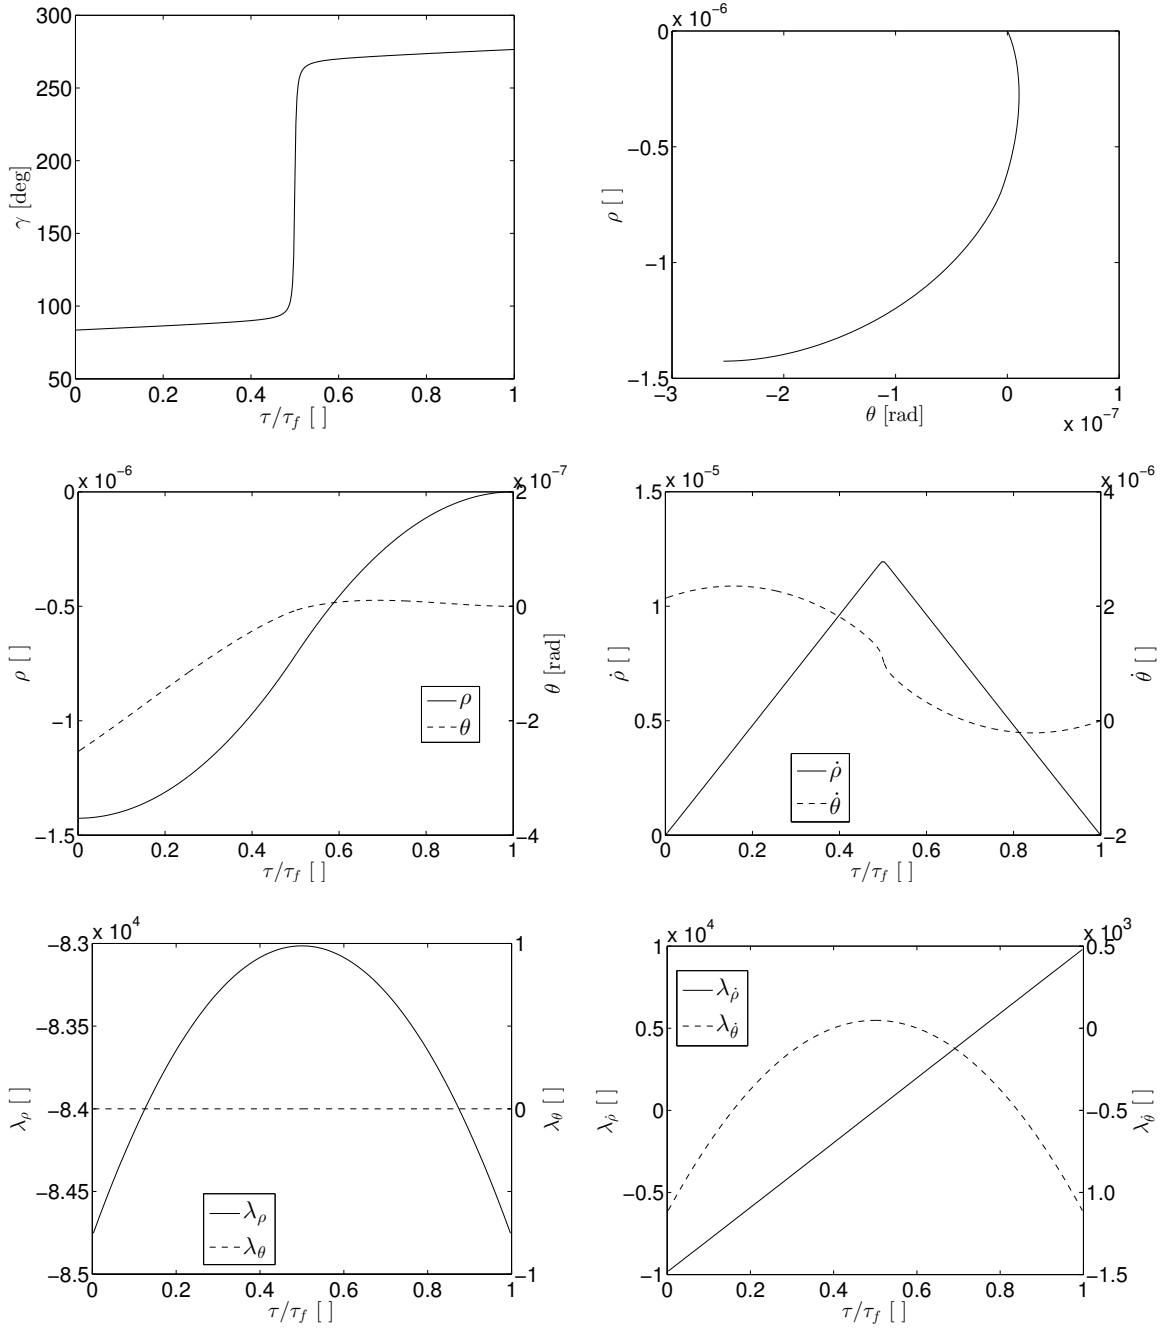 300
250
200
150
100
50
γ [deg]
0 0.2 0.4 0.6 0.8 1
τ/τ_f [ ]
x 10^−6
0
−0.5
−1
−1.5
ρ [ ]
−3 −2 −1 0 1
θ [rad]
x 10^−7
x 10^−6
0
−0.5
−1
−1.5
ρ [ ]
x 10^−7
2
0
−2
−4
θ [rad]
ρ
θ
0 0.2 0.4 0.6 0.8 1
τ/τ_f [ ]
x 10^−5
1.5
1
0.5
0
ρ̇ [ ]
x 10^−6
4
2
0
−2
θ̇ [ ]
ρ̇
θ̇
0 0.2 0.4 0.6 0.8 1
τ/τ_f [ ]
x 10^4
−8.3
−8.35
−8.4
−8.45
−8.5
λ_ρ [ ]
1
0
−1
λ_θ [ ]
λ_ρ
λ_θ
0 0.2 0.4 0.6 0.8 1
τ/τ_f [ ]
x 10^4
1
0.5
0
−0.5
−1
λ_ρ̇ [ ]
x 10^3
0.5
0
−0.5
1.0
−1.5
λ_θ̇ [ ]
λ_ρ̇
λ_θ̇
0 0.2 0.4 0.6 0.8 1
τ/τ_f [ ]